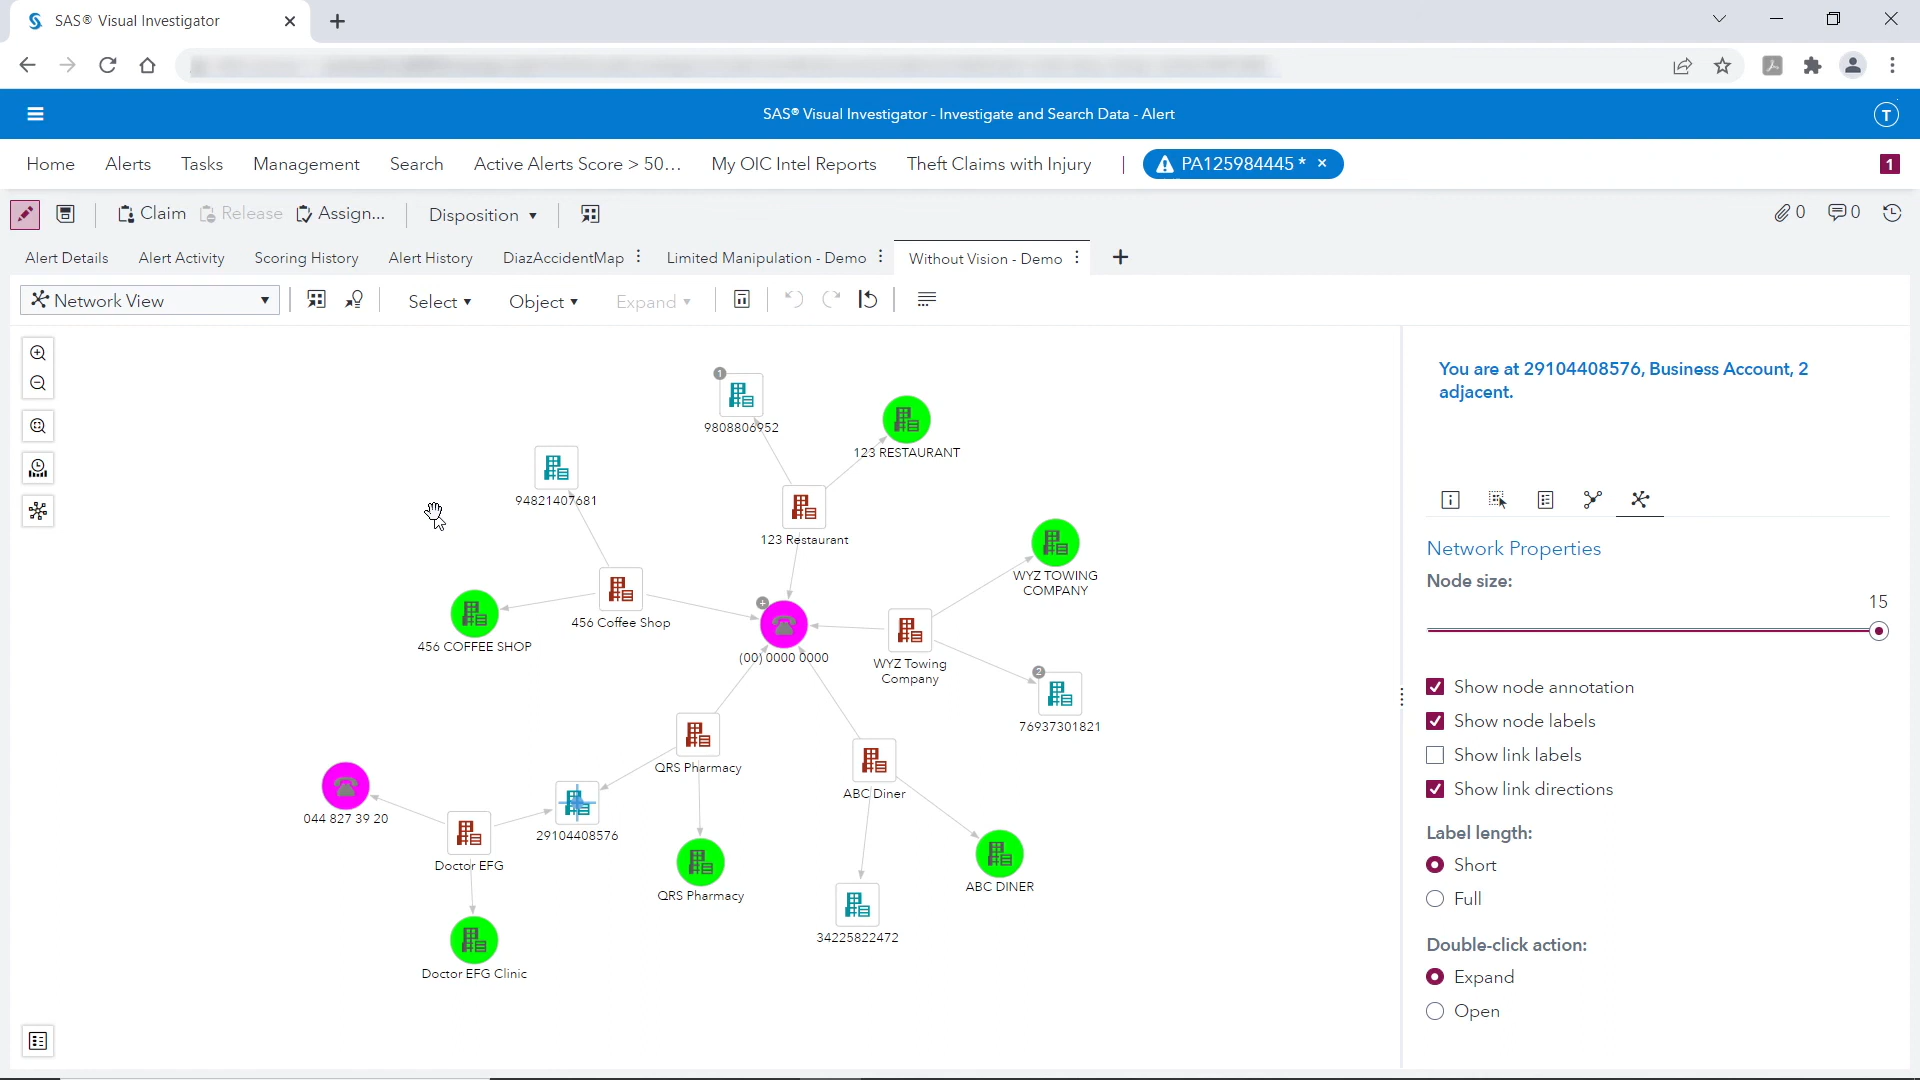 SAS® Visual Investigator
SAS® Visual Investigator - Investigate and Search Data - Alert
T
Home Alerts Tasks Management Search Active Alerts Score > 50... My OIC Intel Reports Theft Claims with Injury | PA125984445 * × 1
Claim Release Assign... Disposition 0 0
Alert Details Alert Activity Scoring History Alert History DiazAccidentMap Limited Manipulation - Demo Without Vision - Demo +
Network View Select Object Expand
1
9808806952
123 RESTAURANT
94821407681
123 Restaurant
WYZ TOWING
COMPANY
456 Coffee Shop
456 COFFEE SHOP
(00) 0000 0000
WYZ Towing
Company
2
76937301821
QRS Pharmacy
ABC Diner
044 827 39 20
29104408576
Doctor EFG
QRS Pharmacy
ABC DINER
34225822472
Doctor EFG Clinic
You are at 29104408576, Business Account, 2
adjacent.
Network Properties
Node size:
15
Show node annotation
Show node labels
Show link labels
Show link directions
Label length:
Short
Full
Double-click action:
Expand
Open